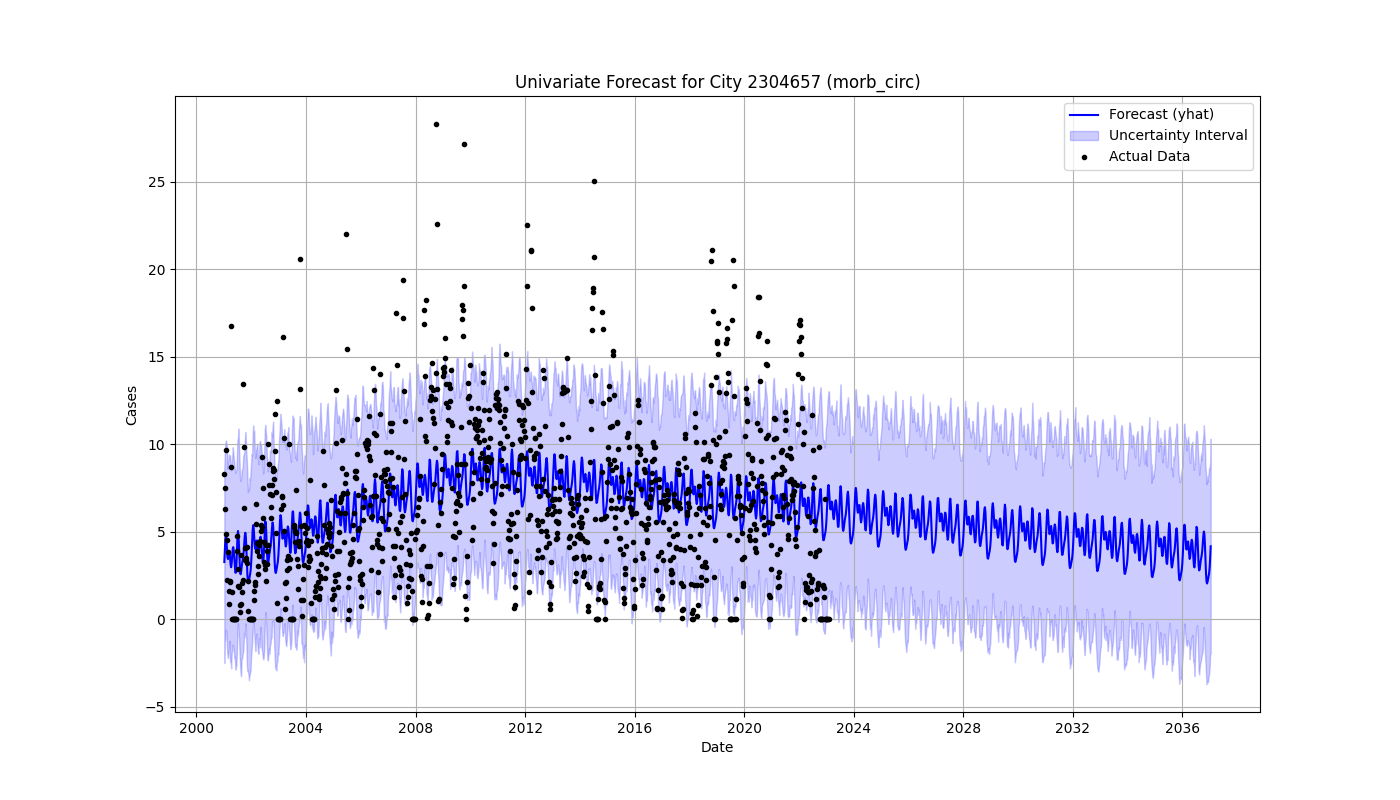 Univariate Forecast for City 2304657 (morb_circ)
Forecast (yhat)
Uncertainty Interval
Actual Data
Cases
25
20
15
10
5
0
−5
2000 2004 2008 2012 2016 2020 2024 2028 2032 2036
Date